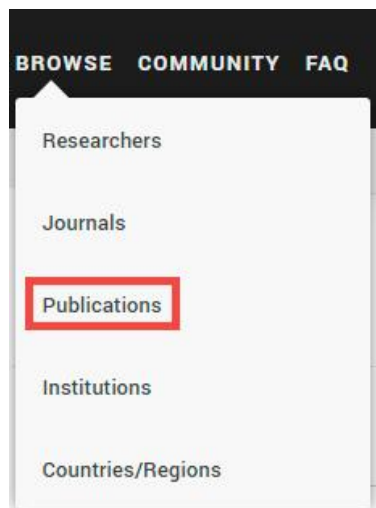 BROWSE COMMUNITY FAQ
Researchers
Journals
Publications
Institutions
Countries/Regions